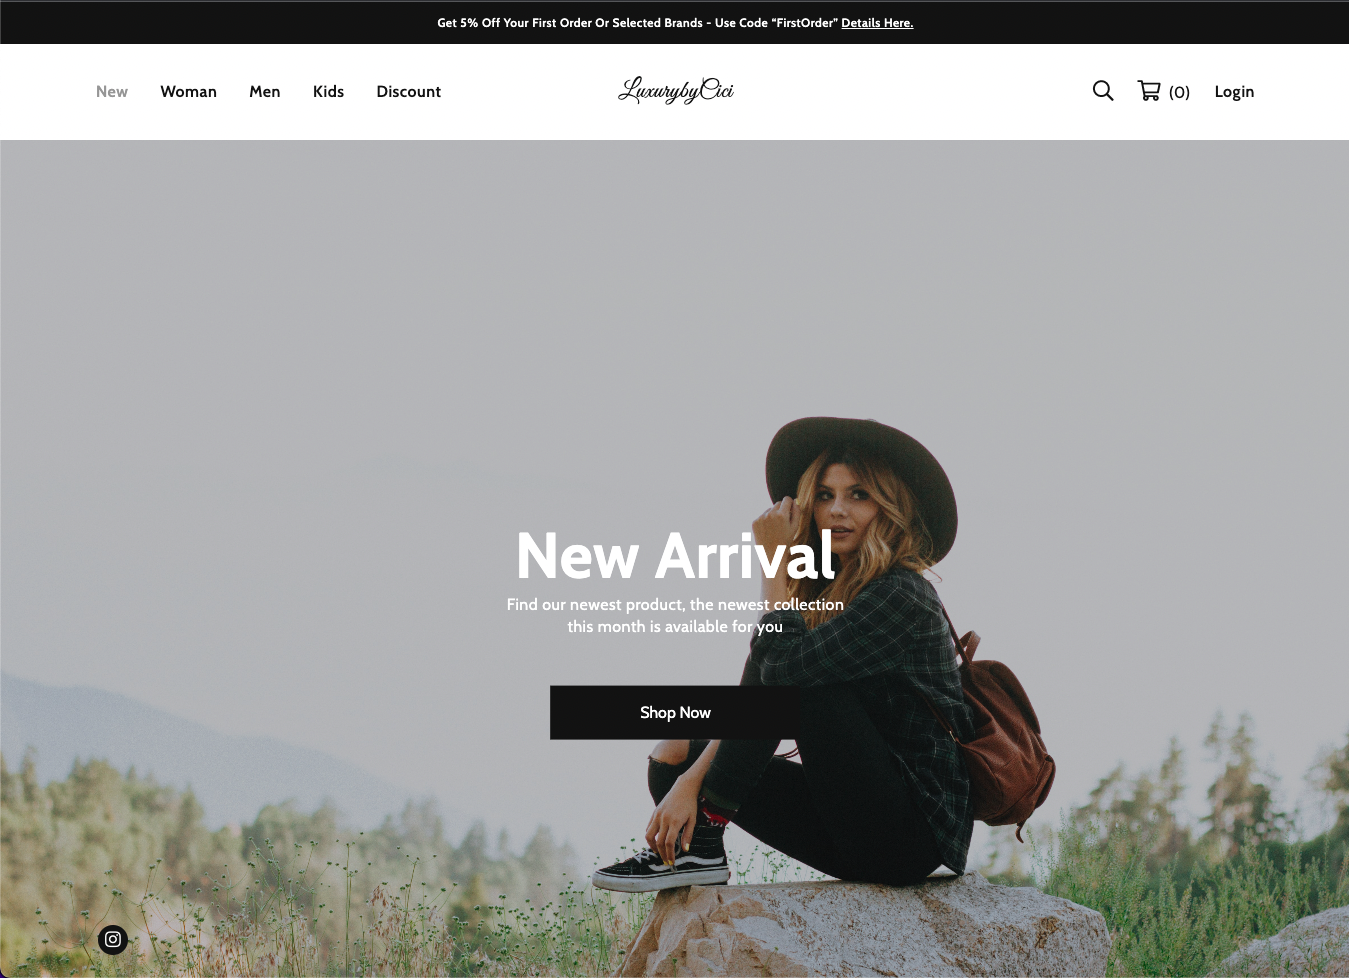 Get 5% Off Your First Order Or Selected Brands - Use Code “FirstOrder” Details Here.
New Woman Men Kids Discount LuxurybyCici (0) Login
New Arrival
Find our newest product, the newest collection
this month is available for you
Shop Now